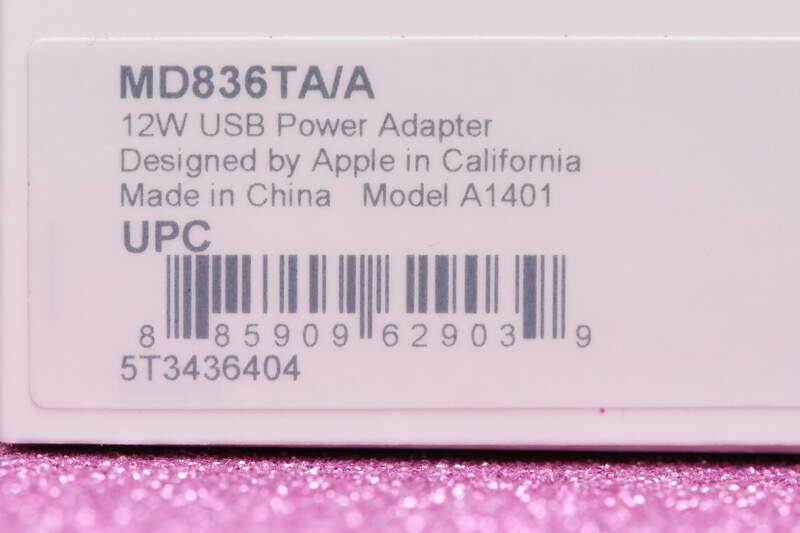 MD836TA/A
12W USB Power Adapter
Designed by Apple in California
Made in China Model A1401
UPC
8 85909 62903 9
5T3436404